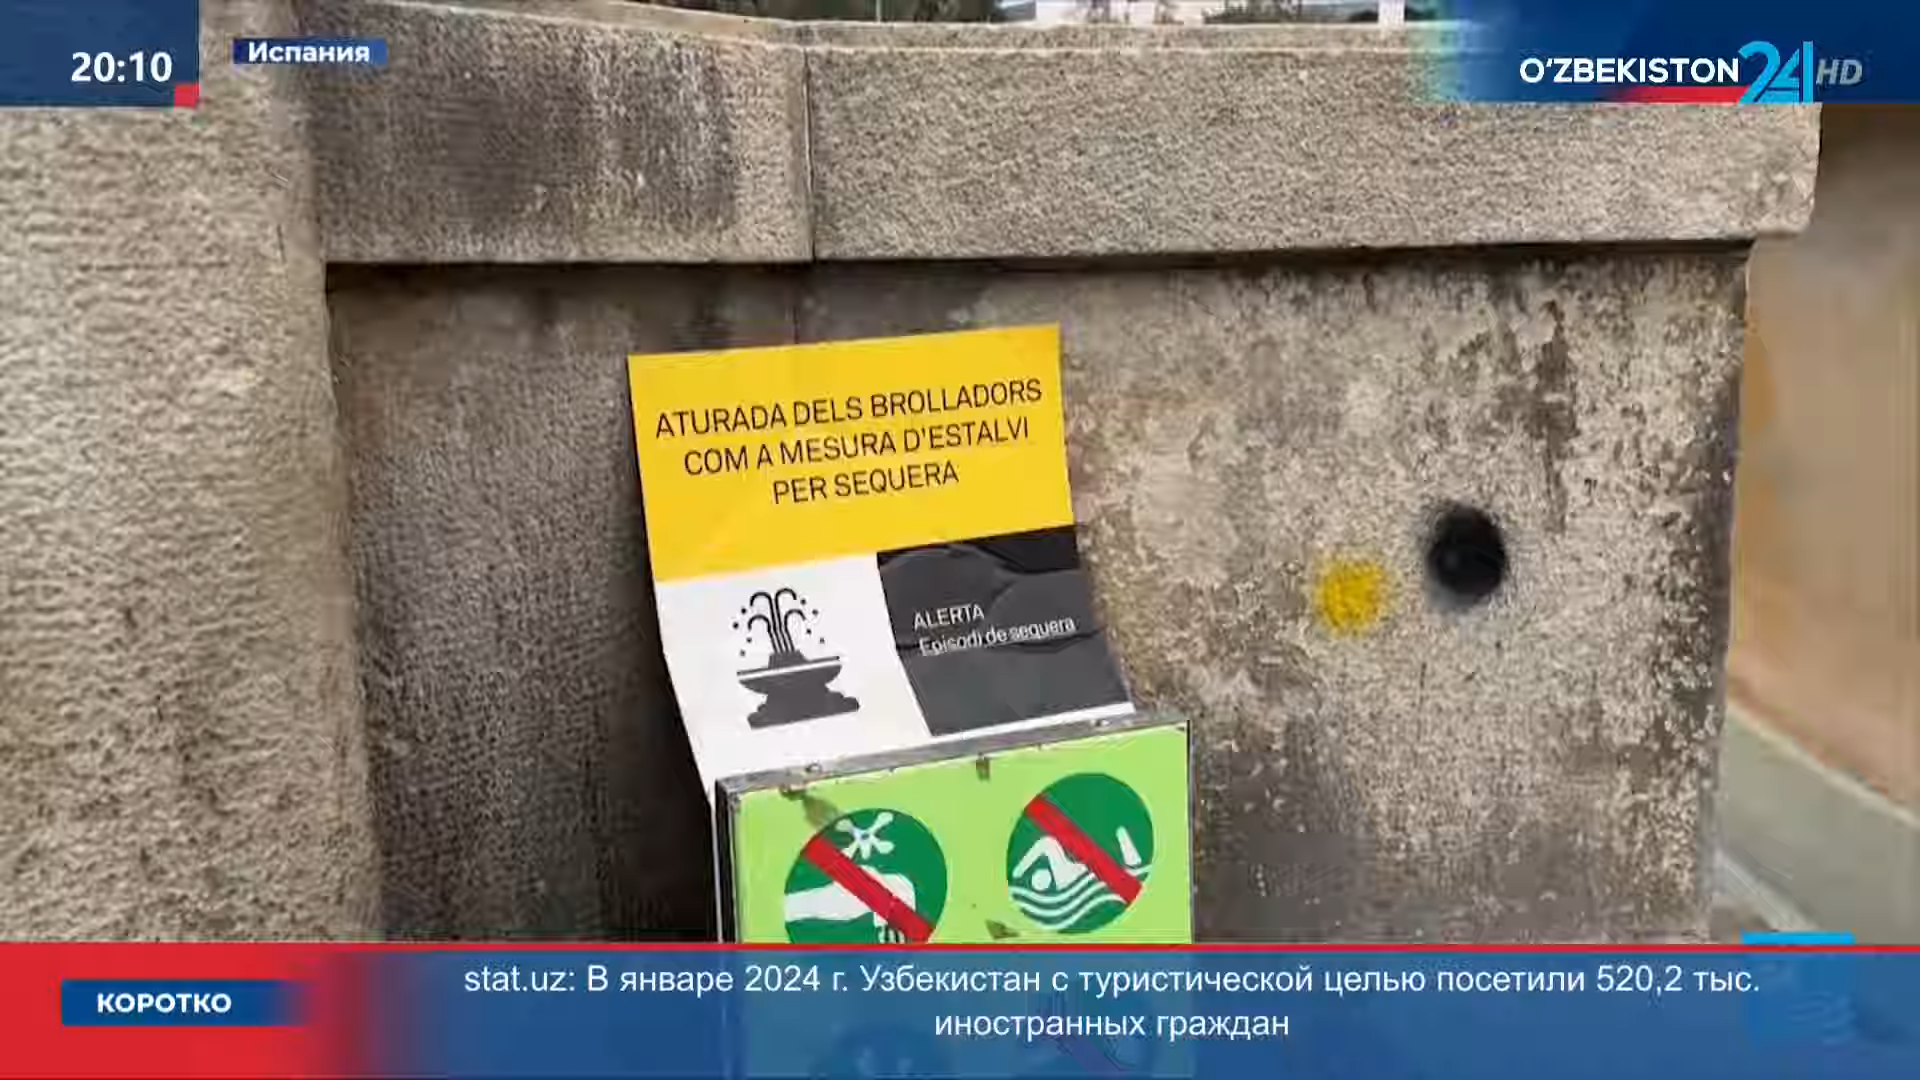 20:10
Испания
O‘ZBEKISTON 24 HD
ATURADA DELS BROLLADORS
COM A MESURA D'ESTALVI
PER SEQUERA
ALERTA
Episodi de sequera
КОРОТКО
stat.uz: В январе 2024 г. Узбекистан с туристической целью посетили 520,2 тыс.
иностранных граждан